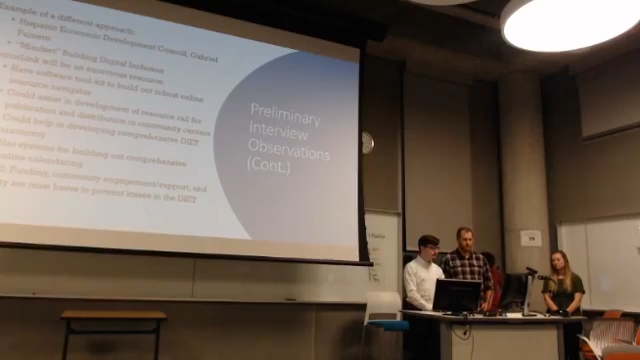 Example of a different approach:
Hispanic Economic Development Council, Gabriel
"Mindset" Building Digital Inclusion
will be an enormous resource:
Have software tool kit to build out robust online
resource navigator
Could assist in development of resource rail for
publication and distribution in community centers
Could help in developing comprehensive DIET
taxonomy
Has systems for building out comprehensive
online calendaring
Funding, community engagement/support, and
are must haves to prevent losses in the DIET
Preliminary
Interview
Observations
(Cont.)